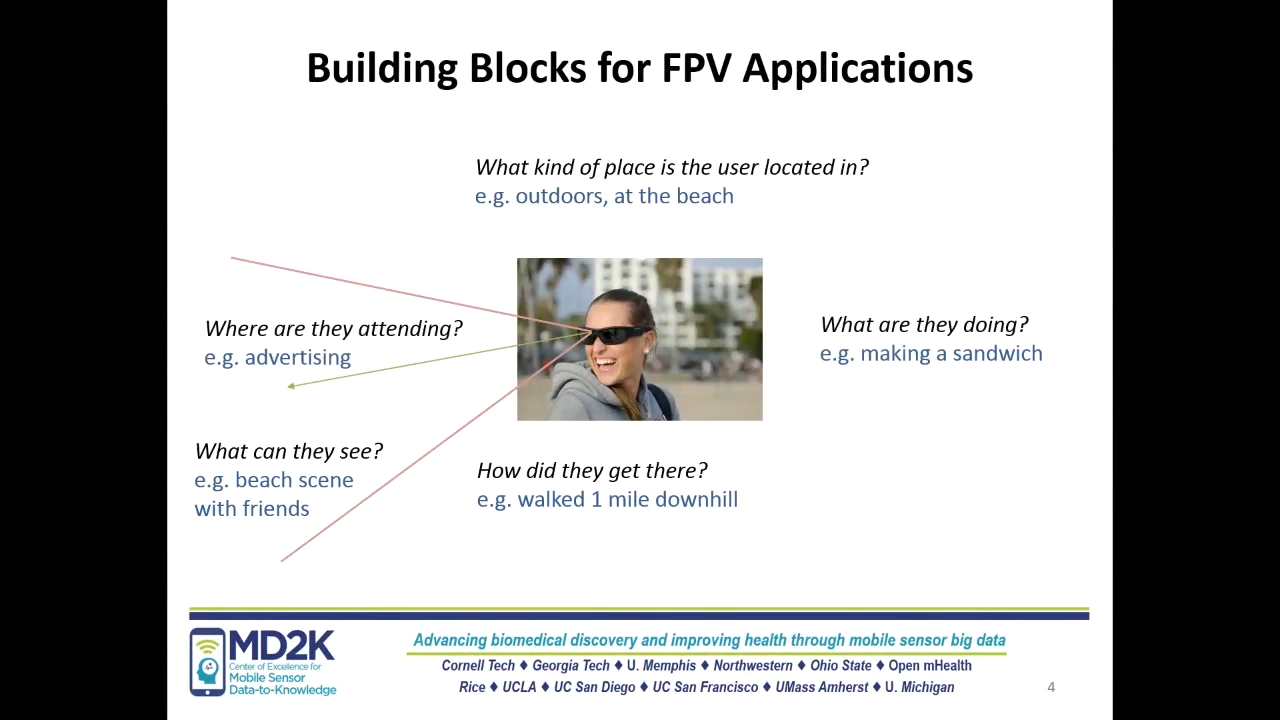 Building Blocks for FPV Applications
What kind of place is the user located in?
e.g. outdoors, at the beach
Where are they attending?
e.g. advertising
What are they doing?
e.g. making a sandwich
What can they see?
e.g. beach scene
with friends
How did they get there?
e.g. walked 1 mile downhill
MD2K
Center of Excellence for
Mobile Sensor
Data-to-Knowledge
Advancing biomedical discovery and improving health through mobile sensor big data
Cornell Tech ♦ Georgia Tech ♦ U. Memphis ♦ Northwestern ♦ Ohio State ♦ Open mHealth
Rice ♦ UCLA ♦ UC San Diego ♦ UC San Francisco ♦ UMass Amherst ♦ U. Michigan
4